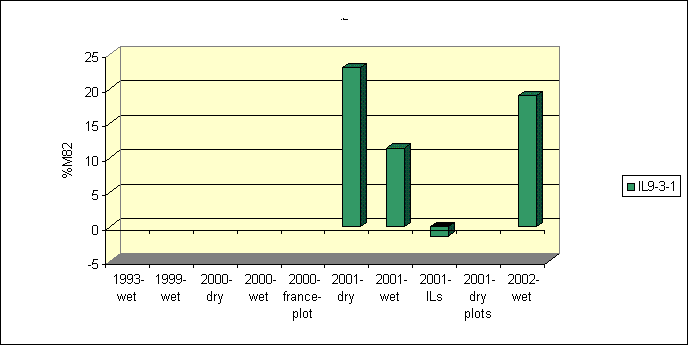 25
20
15
10
5
0
-5
%M82
1993-
wet
1999-
wet
2000-
dry
2000-
wet
2000-
france-
plot
2001-
dry
2001-
wet
2001-
ILs
2001-
dry
plots
2002-
wet
IL9-3-1